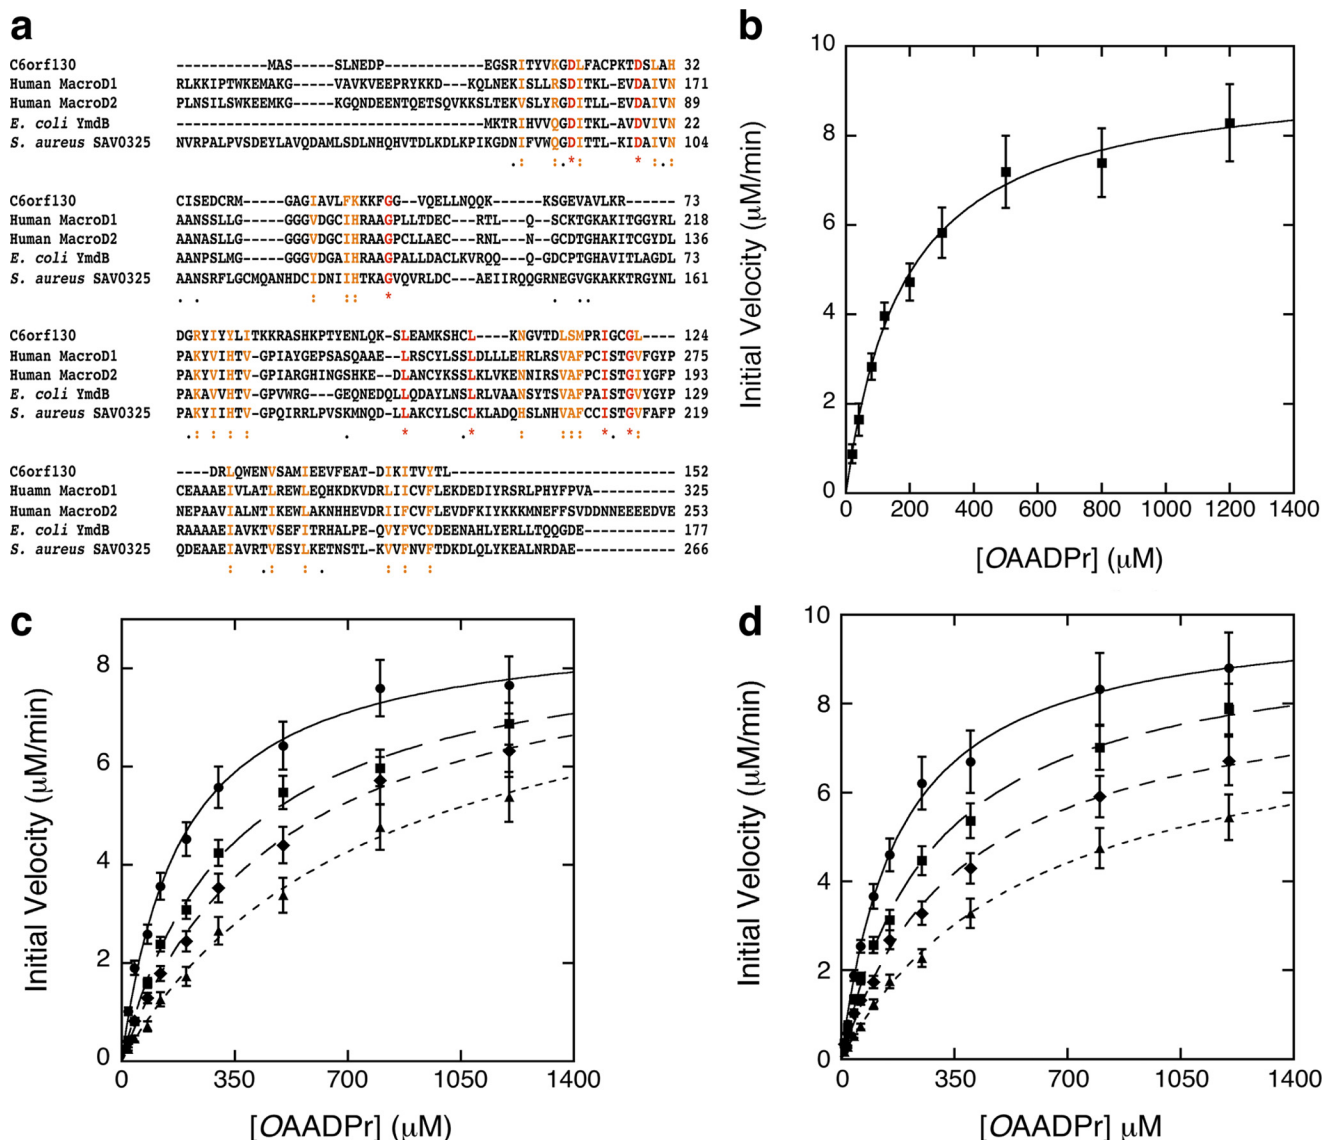 a
C6orf130 -----------MAS-----SLNEDP------------EGSRITYVKGDLFACPKTDSLAH 32
Human MacroD1 RLKKIPTWKEMAKG-----VAVKVEEPRYKKD--KQLNEKISLLRSDITKL-EVDAIVN 171
Human MacroD2 PLNSILSWKEEMKG-----KGQNDEENTQETSQVKKSLTEKVSLYRGDITLL-EVDAIVN 89
E. coli YmdB -------------------------------------MKTRIHVVQGDITKL-AVDVIVN 22
S. aureus SAV0325 NVRPALPVSDEYLAVQDAMLSDLNHQHVTDLKDLKPIKGDNIFVWQGDITTL-KIDAIVN 104
.: :.* * :.:
C6orf130 CISEDCRM-----GAGIAVLFKKKFGG--VQELLNQQK------KSGEVAVLKR------ 73
Human MacroD1 AANSSLLG-----GGGVDGCIHRAAGPLLTDEC---RTL---Q--SCKTGKAKITGGYRL 218
Human MacroD2 AANASLLG-----GGGVDGCIHRAAGPCLLAEC---RNL---N--GCDTGHAKITCGYDL 136
E. coli YmdB AANPSLMG-----GGGVDGAIHRAAGPALLDACLKVRQQ---QGDCPTGHAVITLAGDL 73
S. aureus SAV0325 AANSRFLGCMQANHDCIDNIIHTKAGVQVRLDC---AEIIRQQGRNEGVGKAKKTRGYNL 161
. . : :: * . ..
C6orf130 DGRYIYYLITKKRASHKPTYENLQK-SLEAMKSHCL----KNGVTDLSMPRIGCGL---- 124
Human MacroD1 PAKYVIHTV-GPIAYGEPSASQAAE--LRSCYLSSLDLLLEHRLRSVAFPCISTGVFGYP 275
Human MacroD2 PAKYVIHTV-GPIARGHINGSHKE--DLANCYKSSLKLVKENNIRSVAFPCISTGIYGFP 193
E. coli YmdB PAKAVVHTV-GPVWRG---GEQNEDQLLQDAYLNSLRLVAANSYTSVAFPAISTGVYGYP 129
S. aureus SAV0325 PAKYIIHTV-GPQIRRLPVSKMNQD-LLAKCYLSCLKLADQHSLNHVAFCCISTGVFAFP 219
.: : : : . * .* : ::: *. *:
C6orf130 ----DRLQWENVSAMIEEVFEAT-DIKITVYTL--------------------------- 152
Huamn MacroD1 CEAAAEIVLATLREWLEQHKDKVDRLIICVFLEKDEDIYRSRLPHYFPVA---------- 325
Human MacroD2 NEPAAVIALNTIKEWLAKNHHEVDRIIFCVFLEVDFKIYKKKMNEFFSVDDNNEEEEDVE 253
E. coli YmdB RAAAAEIAVKTVSEFITRHALPE-QVYFVCYDEENAHLYERLLTQQGDE----------- 177
S. aureus SAV0325 QDEAAEIAVRTVESYLKETNSTL-KVVFNVFTDKDLQLYKEALNRDAE------------ 266
: .: : . : : :
b
10
8
6
4
2
0
0 200 400 600 800 1000 1200 1400
Initial Velocity (μM/min)
[OAADPr] (μM)
c
8
6
4
2
0
0 350 700 1050 1400
Initial Velocity (μM/min)
[OAADPr] (μM)
d
10
8
6
4
2
0
0 350 700 1050 1400
Initial Velocity (μM/min)
[OAADPr] μM